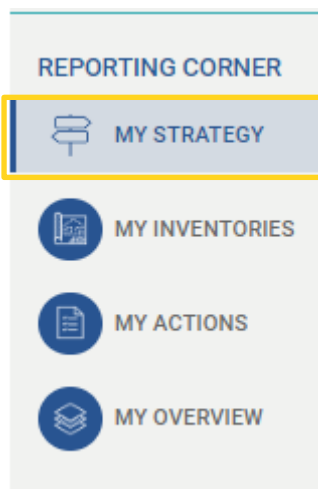 REPORTING CORNER
MY STRATEGY
MY INVENTORIES
MY ACTIONS
MY OVERVIEW